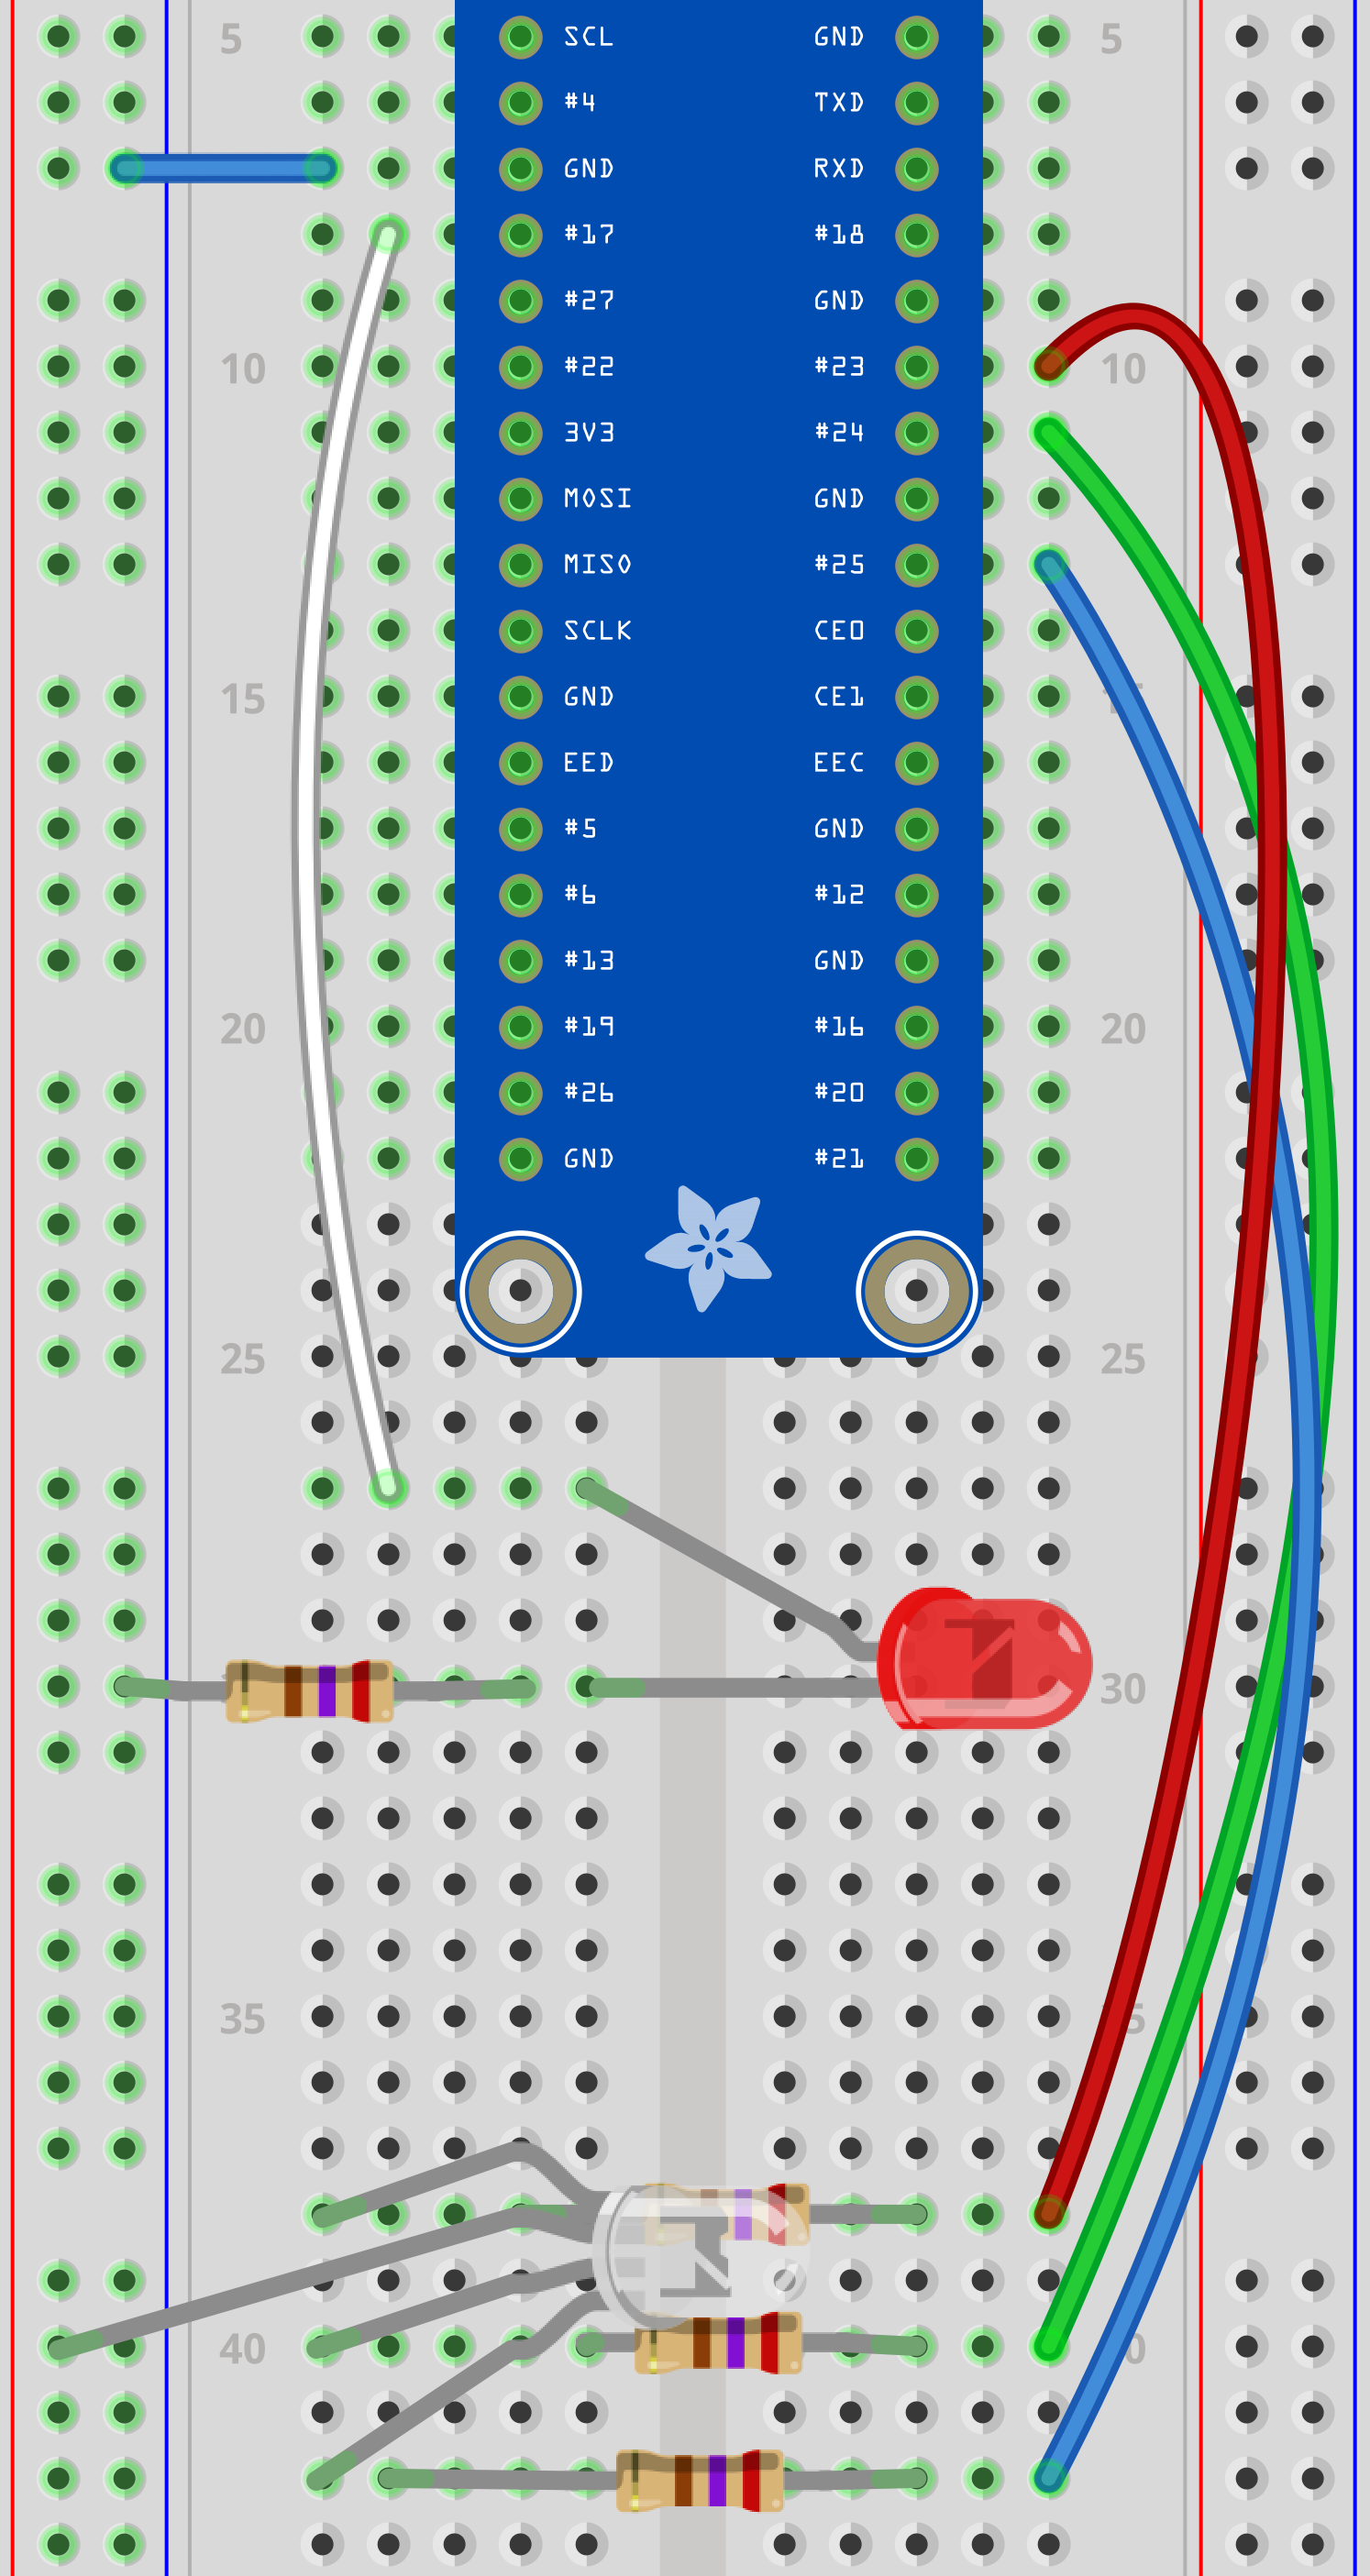 5 SCL GND 5
#4 TXD
GND RXD
#17 #18
#27 GND
10 #22 #23 10
3V3 #24
MOSI GND
MISO #25
SCLK CE0
15 GND CE1
EED EEC
#5 GND
#6 #12
#13 GND
20 #19 #16 20
#26 #20
GND #21
25 25
30
35 5
40 0